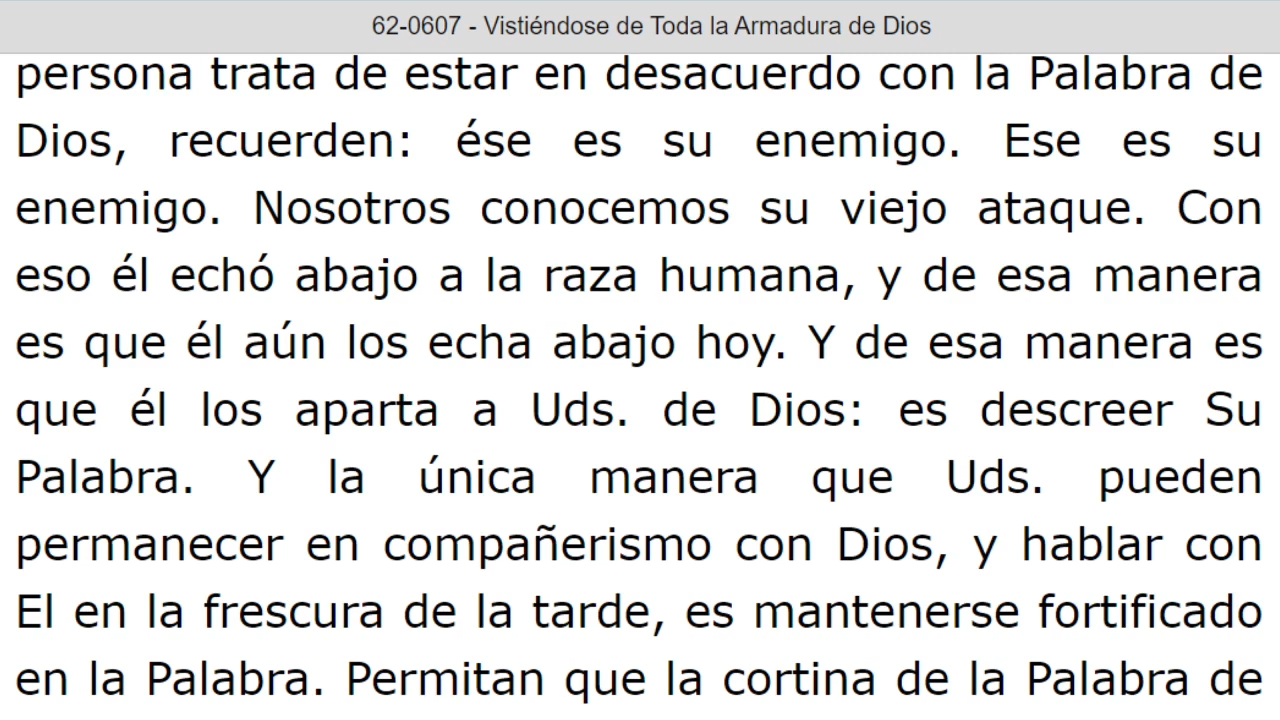 62-0607 - Vistiéndose de Toda la Armadura de Dios
persona trata de estar en desacuerdo con la Palabra de
Dios, recuerden: ése es su enemigo. Ese es su
enemigo. Nosotros conocemos su viejo ataque. Con
eso él echó abajo a la raza humana, y de esa manera
es que él aún los echa abajo hoy. Y de esa manera es
que él los aparta a Uds. de Dios: es descreer Su
Palabra. Y la única manera que Uds. pueden
permanecer en compañerismo con Dios, y hablar con
El en la frescura de la tarde, es mantenerse fortificado
en la Palabra. Permitan que la cortina de la Palabra de